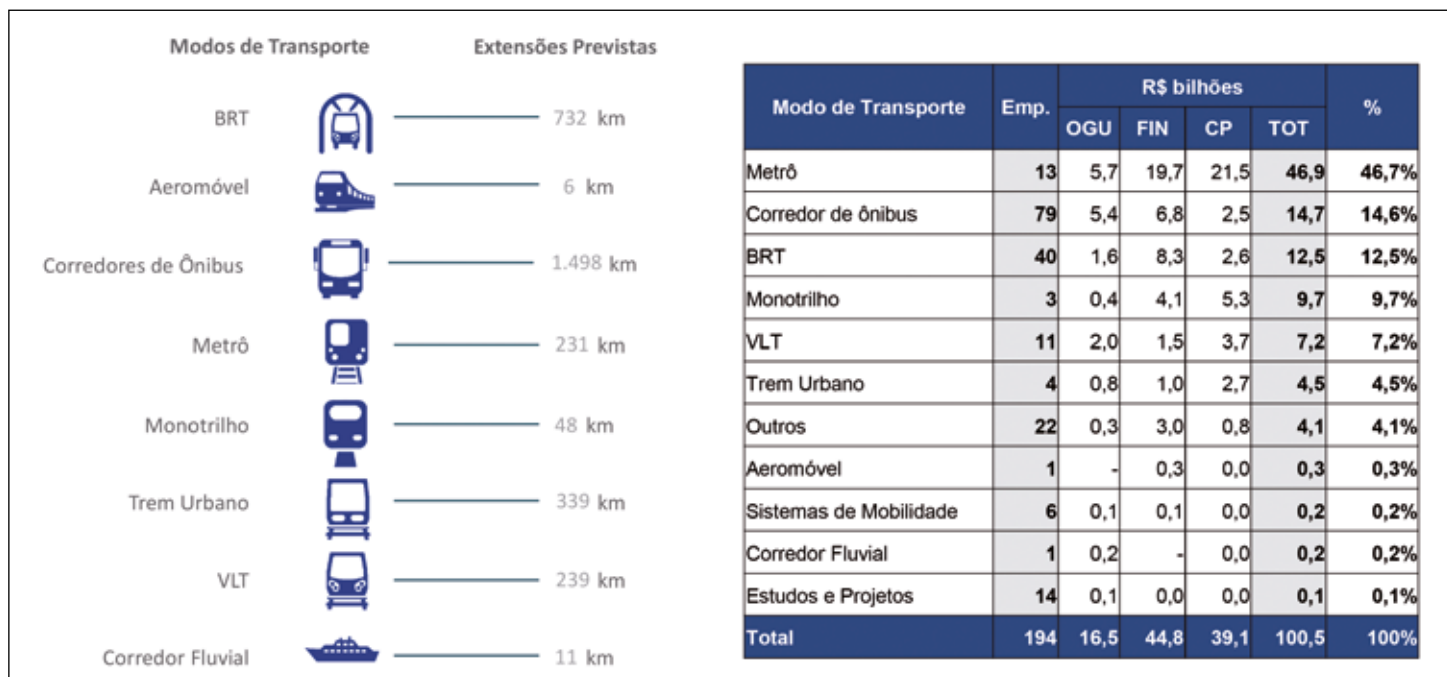 Modos de Transporte Extensões Previstas
BRT 732 km
Aeromóvel 6 km
Corredores de Ônibus 1.498 km
Metrô 231 km
Monotrilho 48 km
Trem Urbano 339 km
VLT 239 km
Corredor Fluvial 11 km
Modo de Transporte Emp. R$ bilhões %
OGU FIN CP TOT
Metrô 13 5,7 19,7 21,5 46,9 46,7%
Corredor de ônibus 79 5,4 6,8 2,5 14,7 14,6%
BRT 40 1,6 8,3 2,6 12,5 12,5%
Monotrilho 3 0,4 4,1 5,3 9,7 9,7%
VLT 11 2,0 1,5 3,7 7,2 7,2%
Trem Urbano 4 0,8 1,0 2,7 4,5 4,5%
Outros 22 0,3 3,0 0,8 4,1 4,1%
Aeromóvel 1 - 0,3 0,0 0,3 0,3%
Sistemas de Mobilidade 6 0,1 0,1 0,0 0,2 0,2%
Corredor Fluvial 1 0,2 - 0,0 0,2 0,2%
Estudos e Projetos 14 0,1 0,0 0,0 0,1 0,1%
Total 194 16,5 44,8 39,1 100,5 100%